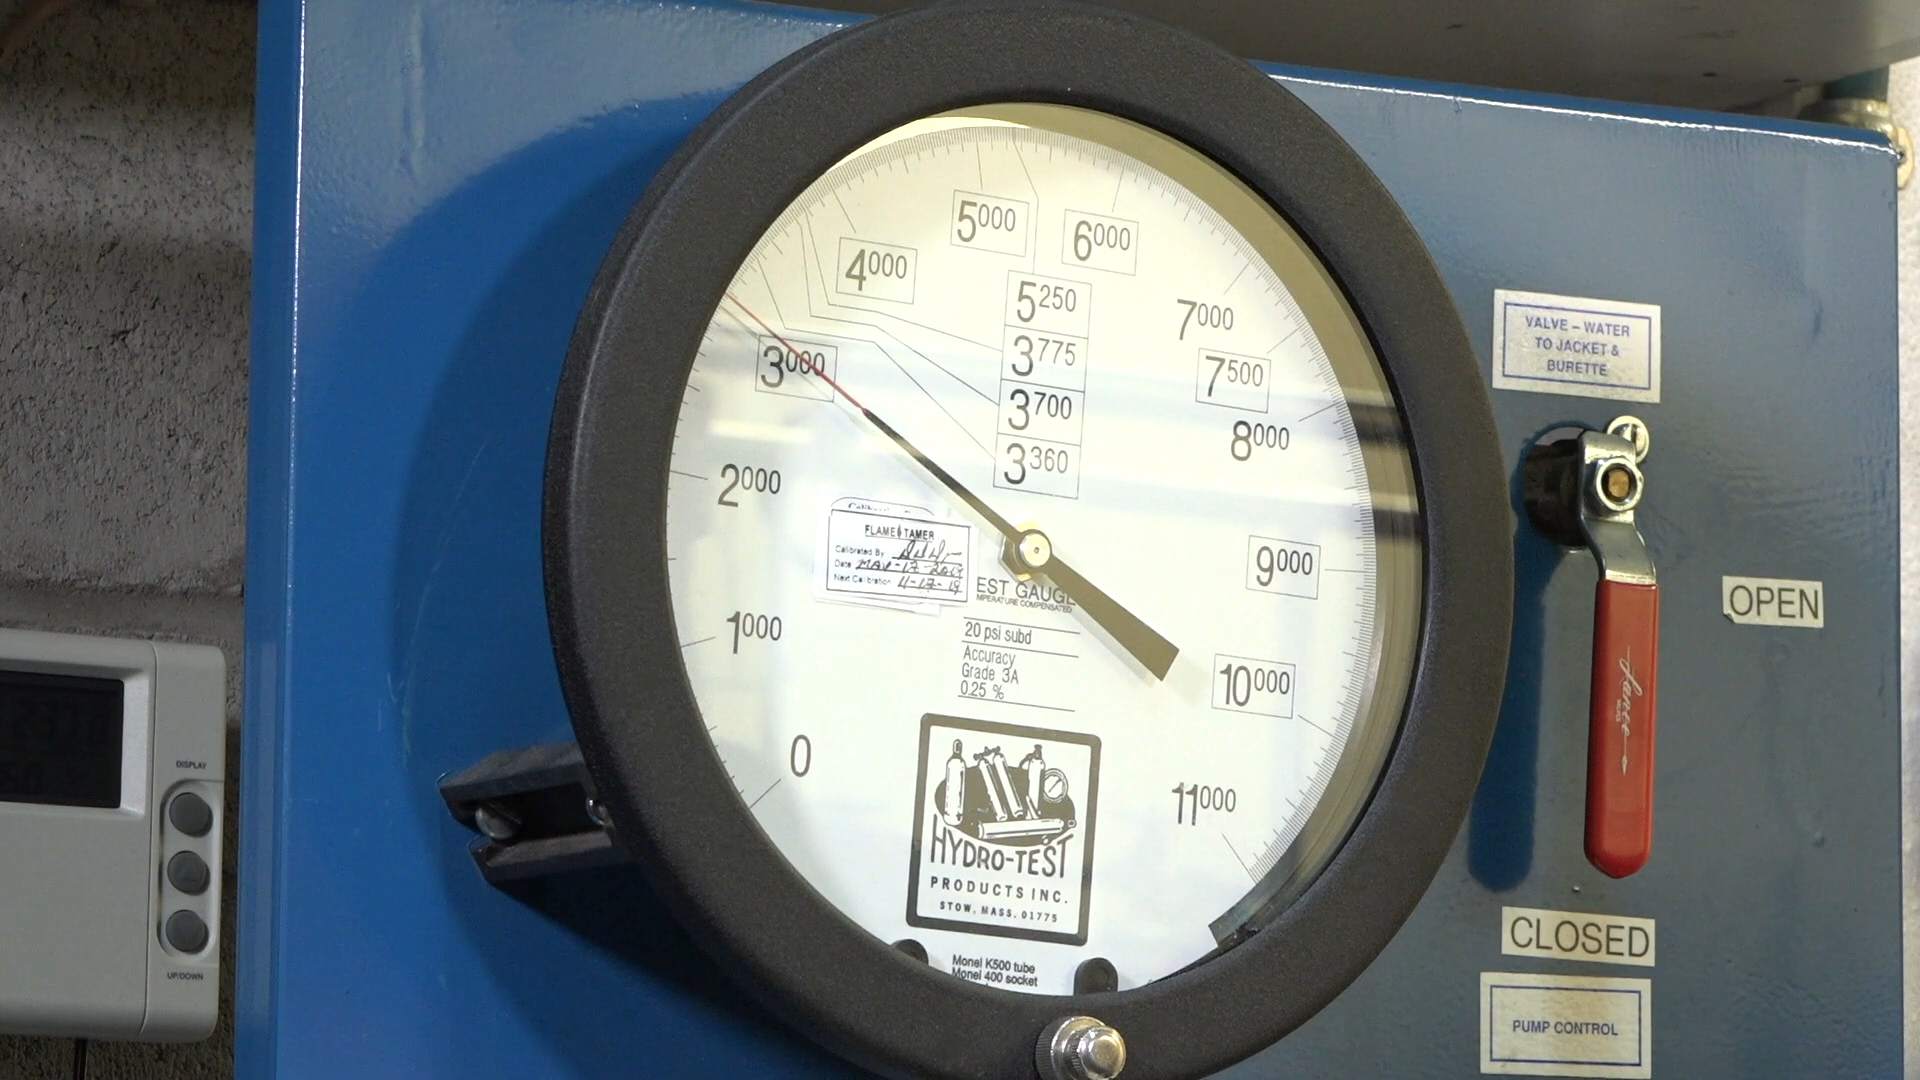 5000
6000
4000
5250
7000
3000
3775
7500
3700
8000
3360
2000
9000
FLAME TAMER
Calibrated By
Date MAY-17-
Next Calibration
EST GAUGE
MPERATURE COMPENSATED
1000
20 psi subd
Accuracy
Grade 3A
0.25 %
10000
0
11000
HYDRO-TEST
PRODUCTS INC.
STOW, MASS. 01775
Monel K500 tube
Monel 400 socket
VALVE – WATER
TO JACKET &
BURETTE
OPEN
CLOSED
PUMP CONTROL
DISPLAY
UP/DOWN